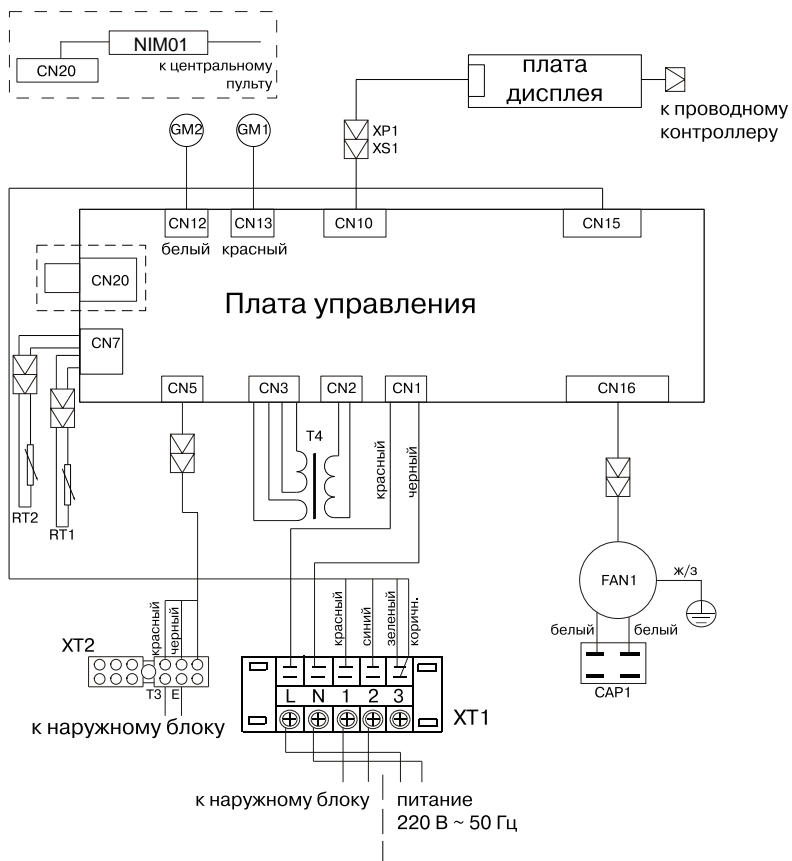 NIM01
CN20
к центральному
пульту
плата
дисплея
к проводному
контроллеру
XP1
XS1
GM2
GM1
CN12
CN13
CN10
CN15
белый
красный
CN20
Плата управления
CN7
CN5
CN3
CN2
CN1
CN16
T4
красный
черный
RT2
RT1
FAN1
ж/з
белый
белый
CAP1
красный
черный
красный
синий
зеленый
коричн.
XT2
T3
E
к наружному блоку
L
N
1
2
3
XT1
к наружному блоку
питание
220 В ~ 50 Гц